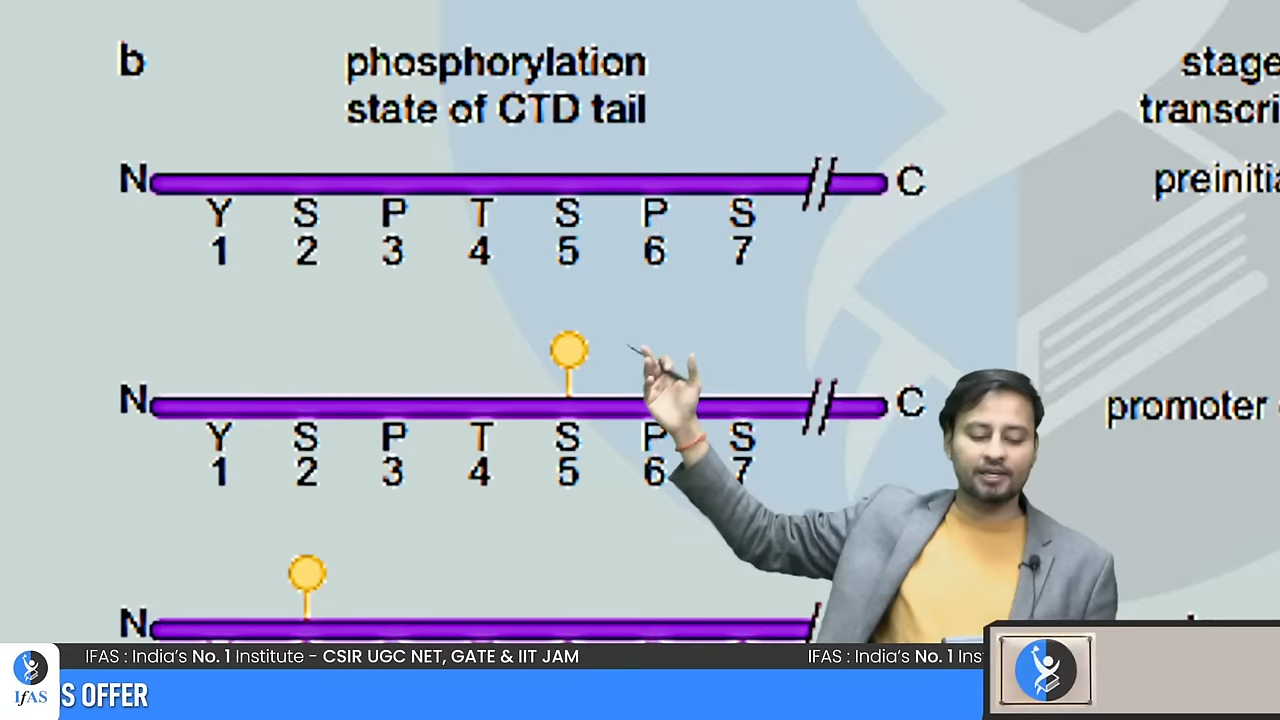 b
phosphorylation
state of CTD tail
stage
transcri
N C
preinitia
Y S P T S P S
1 2 3 4 5 6 7
N C
promoter
Y S P T S P S
1 2 3 4 5 6 7
N
IFAS : India's No. 1 Institute - CSIR UGC NET, GATE & IIT JAM
IFAS : India's No. 1 Ins
IfAS
S OFFER